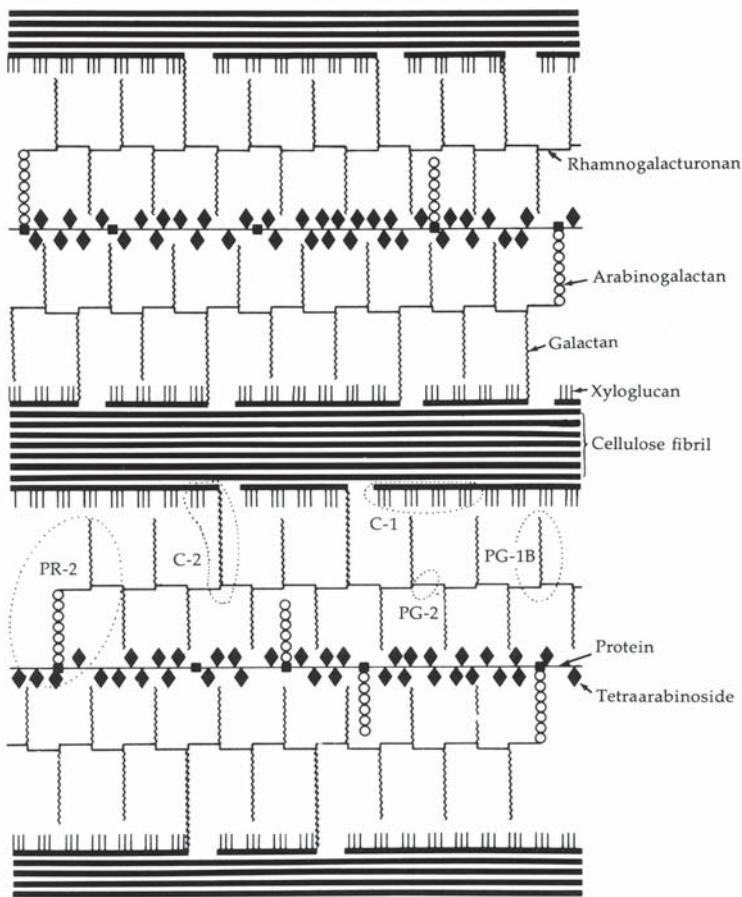 Rhamnogalacturonan
Arabinogalactan
Galactan
Xyloglucan
Cellulose fibril
C-1
C-2
PR-2
PG-1B
PG-2
Protein
Tetraarabinoside